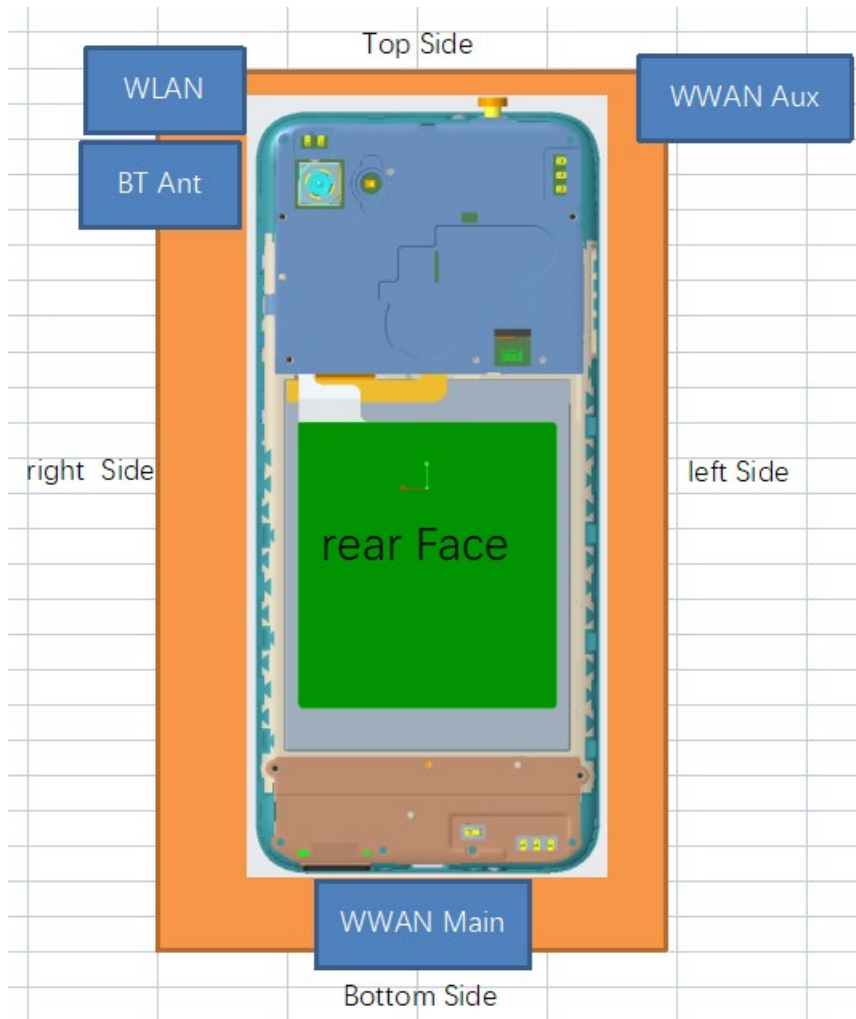 Top Side
WLAN
WWAN Aux
BT Ant
right Side
left Side
rear Face
WWAN Main
Bottom Side